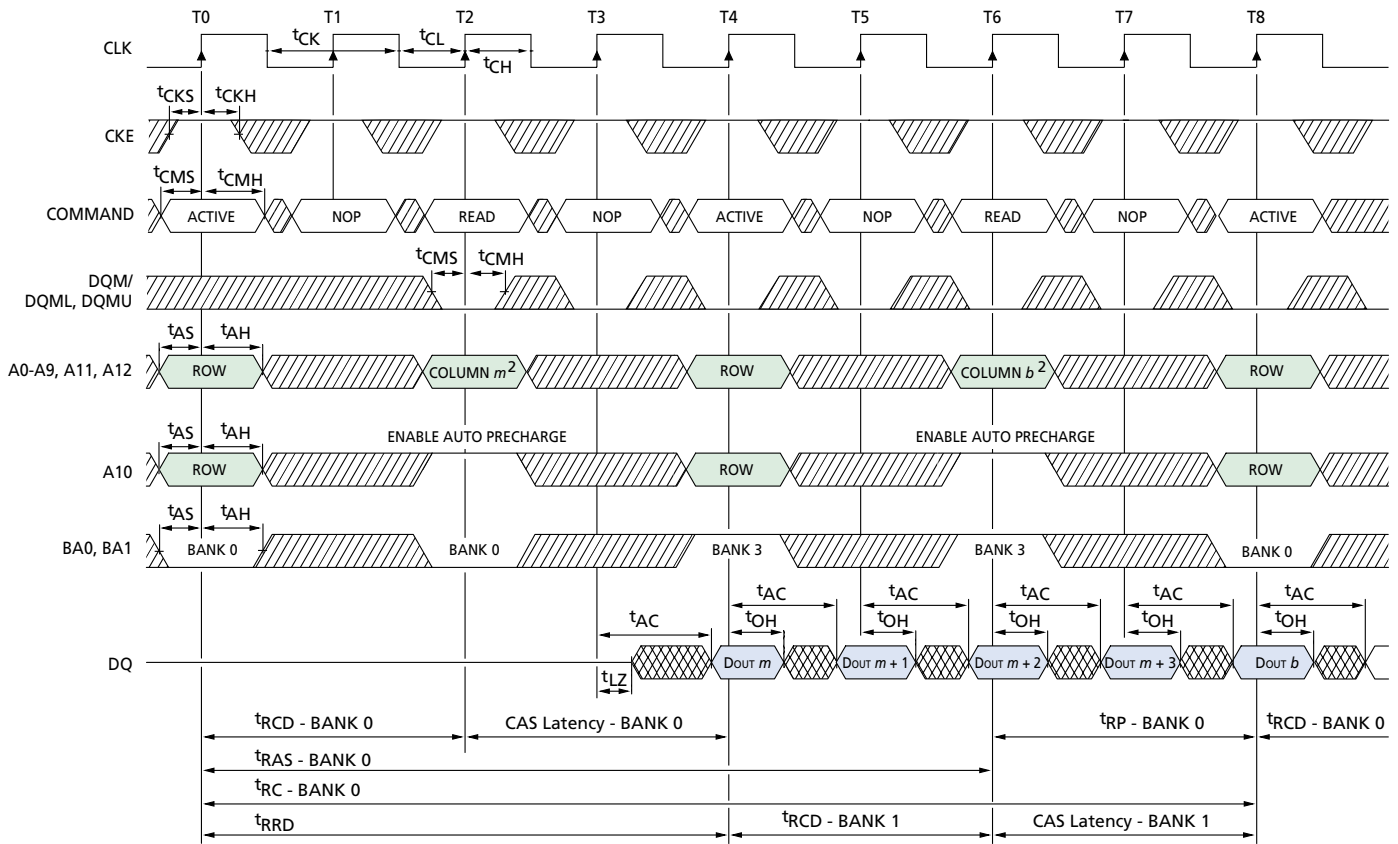 T0 T1 T2 T3 T4 T5 T6 T7 T8
CLK tCK tCL tCH
tCKS tCKH
CKE
tCMS tCMH
COMMAND ACTIVE NOP READ NOP ACTIVE NOP READ NOP ACTIVE
tCMS tCMH
DQM/
DQML, DQMU
tAS tAH
A0-A9, A11, A12 ROW COLUMN m2 ROW COLUMN b 2 ROW
tAS tAH ENABLE AUTO PRECHARGE ENABLE AUTO PRECHARGE
A10 ROW ROW ROW
tAS tAH
BA0, BA1 BANK 0 BANK 0 BANK 3 BANK 3 BANK 0
tAC tAC tAC tAC tAC tAC
tOH tOH tOH tOH tOH
DQ DOUT m DOUT m + 1 DOUT m + 2 DOUT m + 3 DOUT b
tLZ
tRCD - BANK 0 CAS Latency - BANK 0 tRP - BANK 0 tRCD - BANK 0
tRAS - BANK 0
tRC - BANK 0
tRRD tRCD - BANK 1 CAS Latency - BANK 1